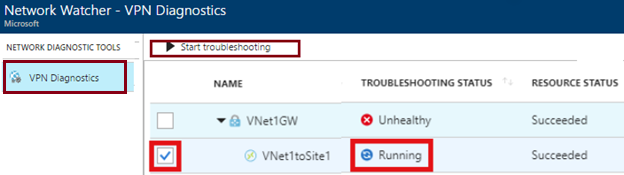 Network Watcher - VPN Diagnostics
Microsoft
NETWORK DIAGNOSTIC TOOLS
Start troubleshooting
VPN Diagnostics
NAME TROUBLESHOOTING STATUS RESOURCE STATUS
VNet1GW Unhealthy Succeeded
VNet1toSite1 Running Succeeded